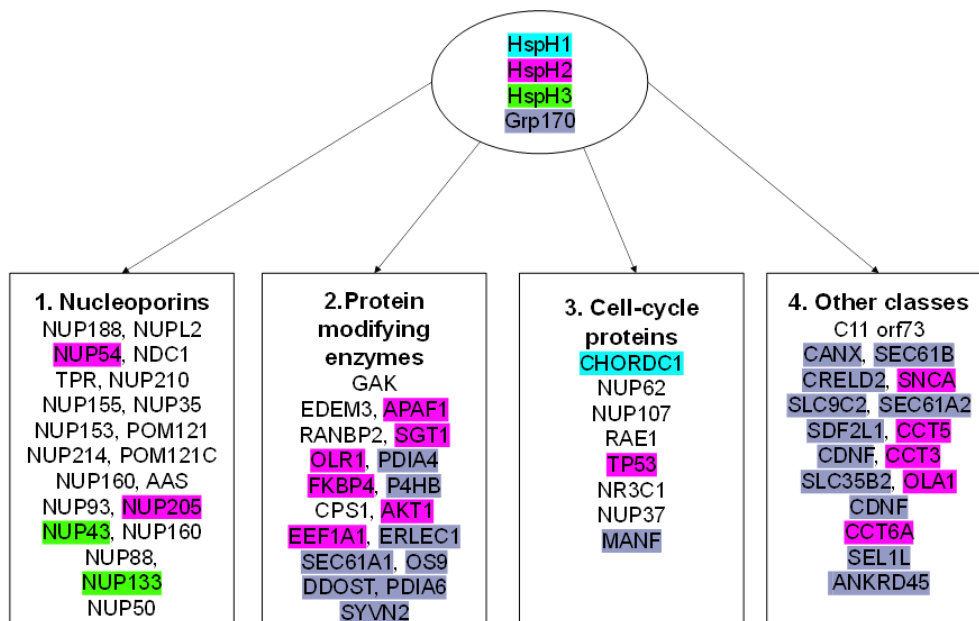 HspH1
HspH2
HspH3
Grp170
1. Nucleoporins
NUP188, NUPL2
NUP54, NDC1
TPR, NUP210
NUP155, NUP35
NUP153, POM121
NUP214, POM121C
NUP160, AAS
NUP93, NUP205
NUP43, NUP160
NUP88,
NUP133
NUP50
2.Protein
modifying
enzymes
GAK
EDEM3, APAF1
RANBP2, SGT1
OLR1, PDIA4
FKBP4, P4HB
CPS1, AKT1
EEF1A1, ERLEC1
SEC61A1, OS9
DDOST, PDIA6
SYVN2
3. Cell-cycle
proteins
CHORDC1
NUP62
NUP107
RAE1
TP53
NR3C1
NUP37
MANF
4. Other classes
C11 orf73
CANX, SEC61B
CRELD2, SNCA
SLC9C2, SEC61A2
SDF2L1, CCT5
CDNF, CCT3
SLC35B2, OLA1
CDNF
CCT6A
SEL1L
ANKRD45